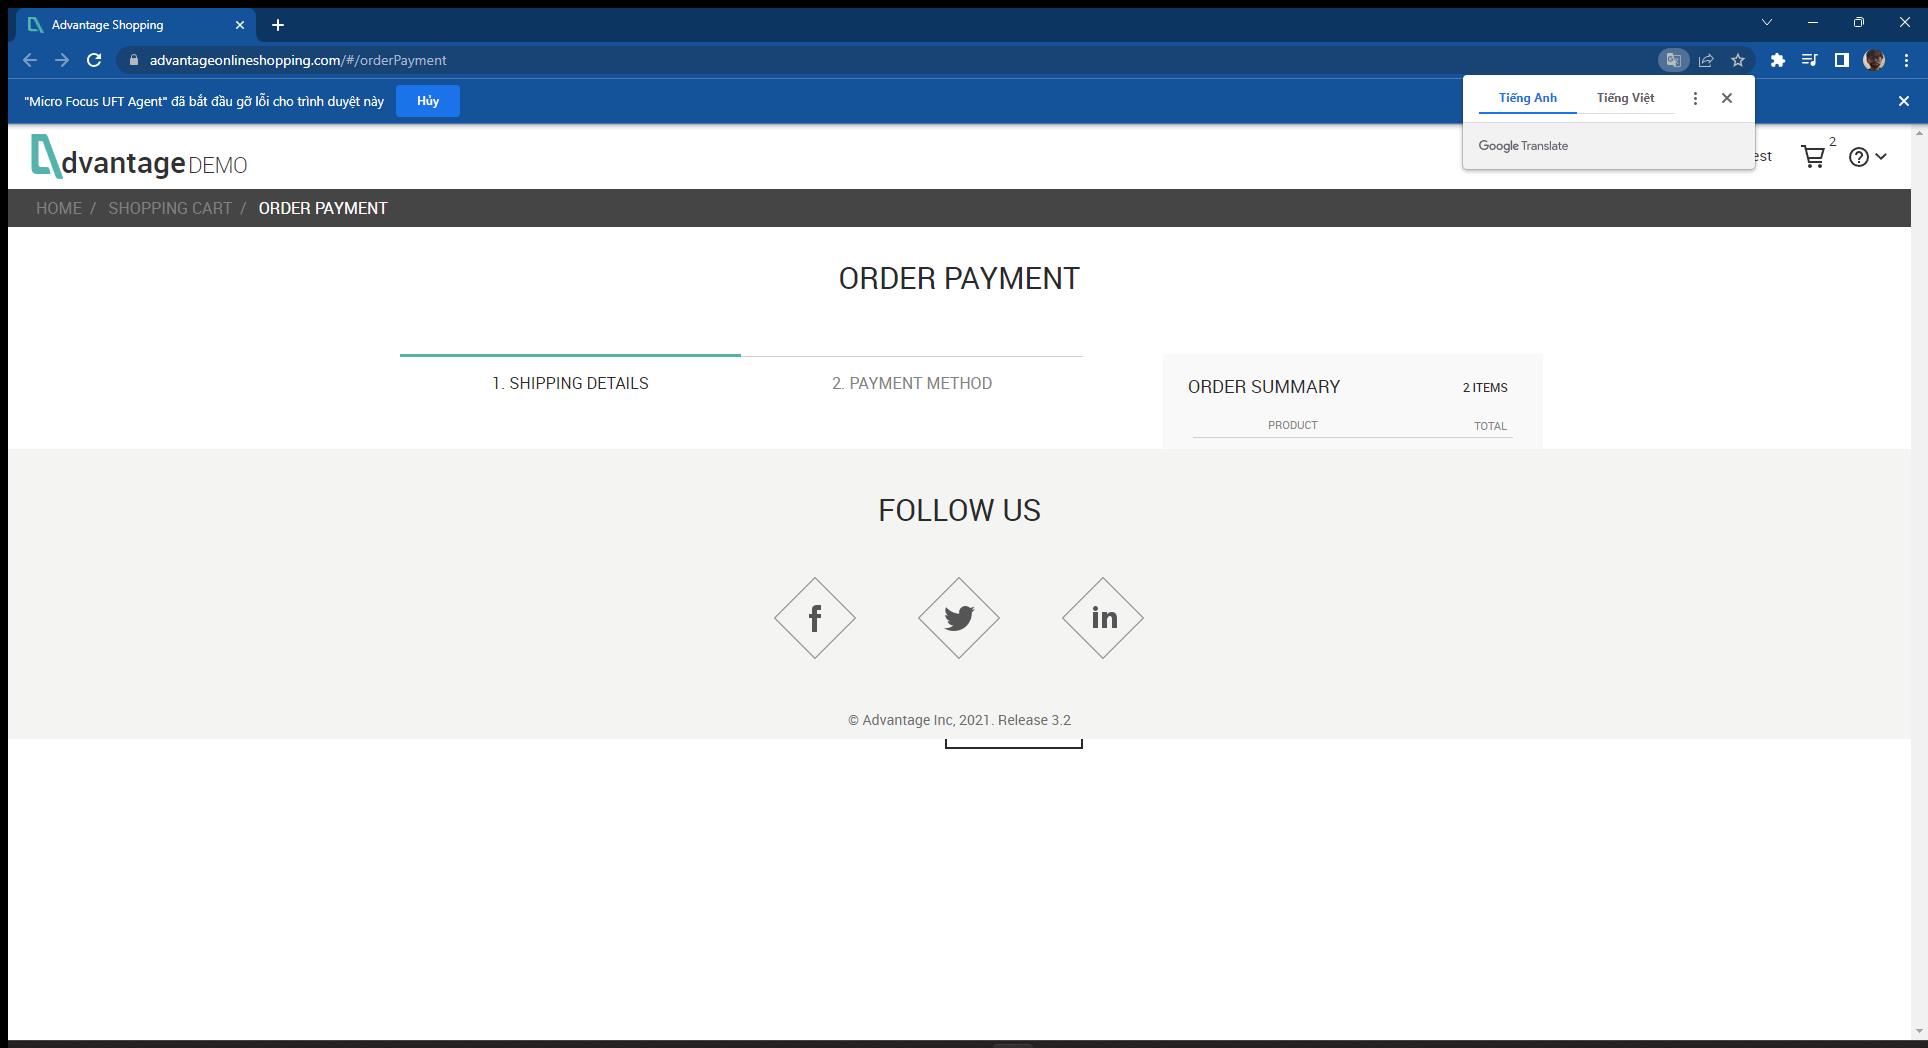 Advantage Shopping
advantageonlineshopping.com/#/orderPayment
"Micro Focus UFT Agent" đã bắt đầu gỡ lỗi cho trình duyệt này Hủy
Tiếng Anh Tiếng Việt
Google Translate
dvantage DEMO
2
HOME / SHOPPING CART / ORDER PAYMENT
ORDER PAYMENT
1. SHIPPING DETAILS 2. PAYMENT METHOD
ORDER SUMMARY 2 ITEMS
PRODUCT TOTAL
FOLLOW US
f in
© Advantage Inc, 2021. Release 3.2